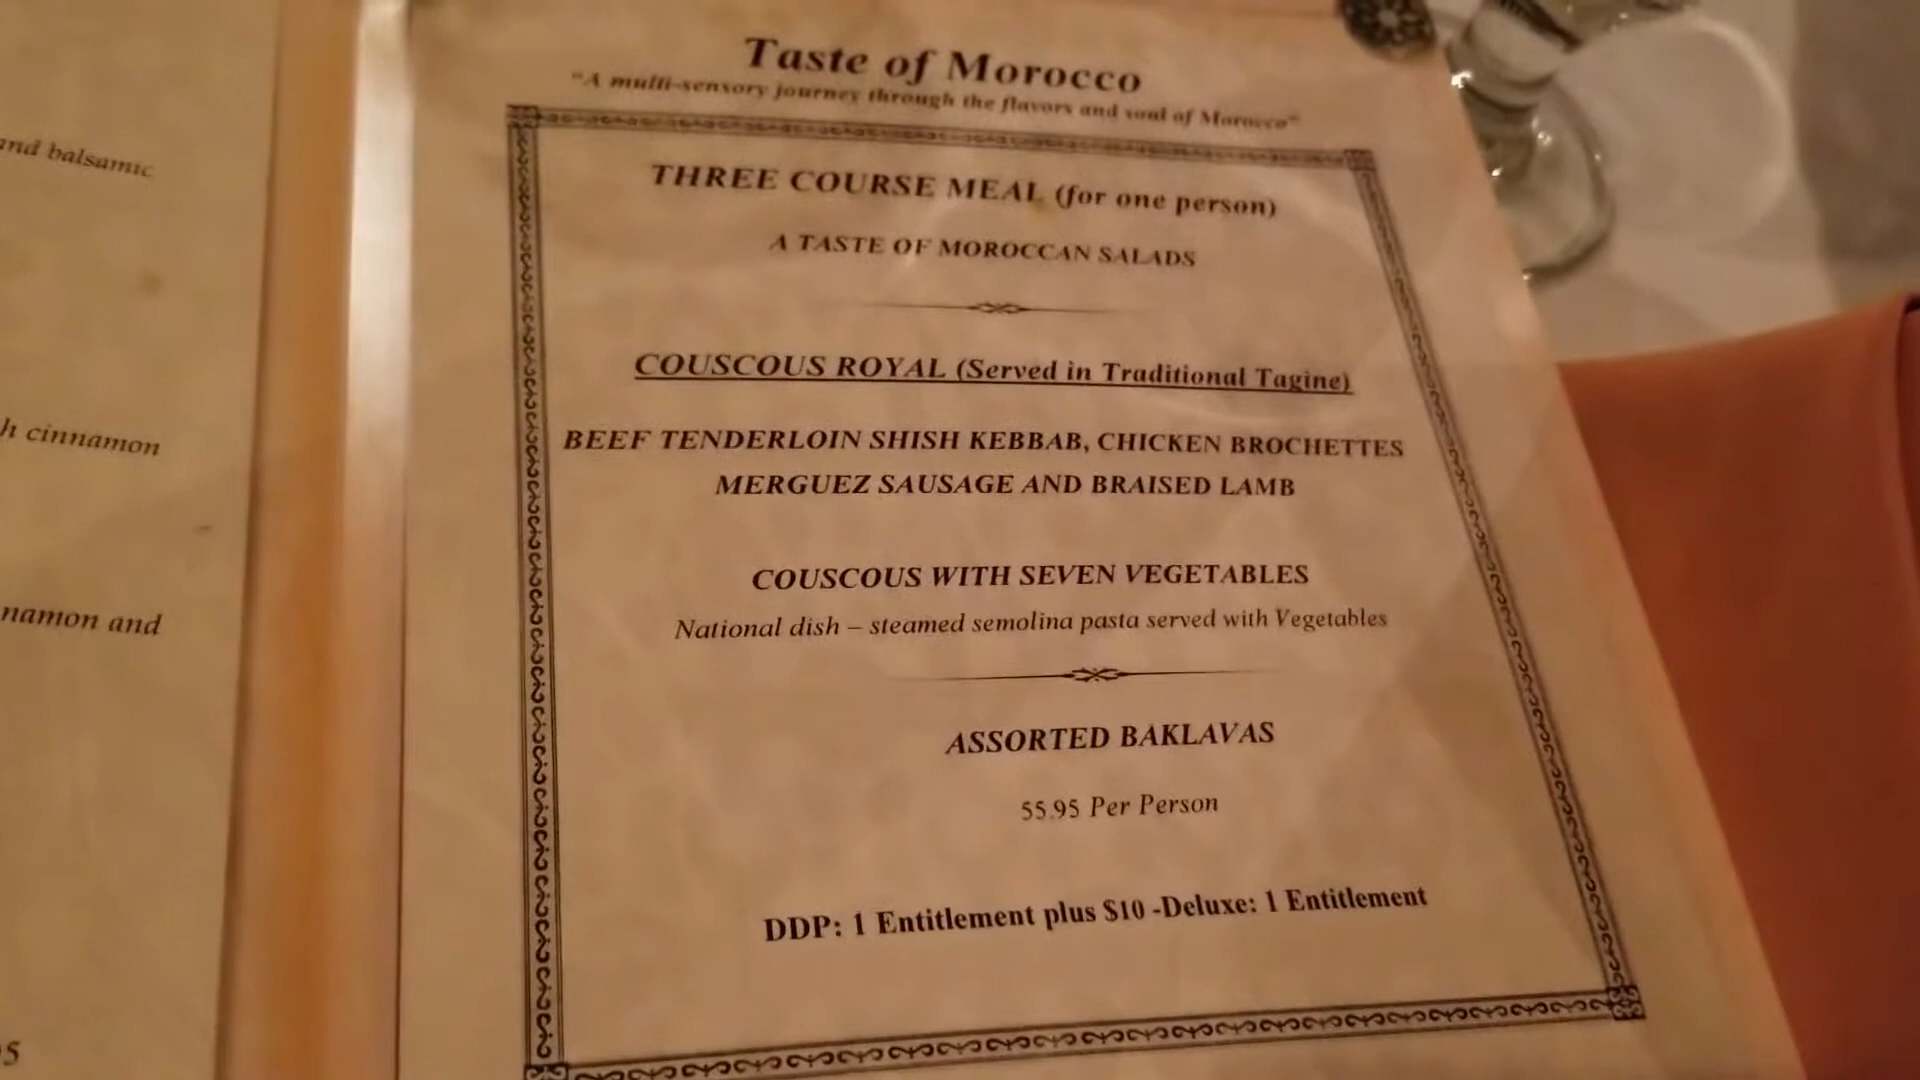 and balsamic
h cinnamon
namon and
Taste of Morocco
"A multi-sensory journey through the flavors and soul of Morocco"
THREE COURSE MEAL (for one person)
A TASTE OF MOROCCAN SALADS
COUSCOUS ROYAL (Served in Traditional Tagine)
BEEF TENDERLOIN SHISH KEBBAB, CHICKEN BROCHETTES
MERGUEZ SAUSAGE AND BRAISED LAMB
COUSCOUS WITH SEVEN VEGETABLES
National dish – steamed semolina pasta served with Vegetables
ASSORTED BAKLAVAS
55.95 Per Person
DDP: 1 Entitlement plus $10 -Deluxe: 1 Entitlement